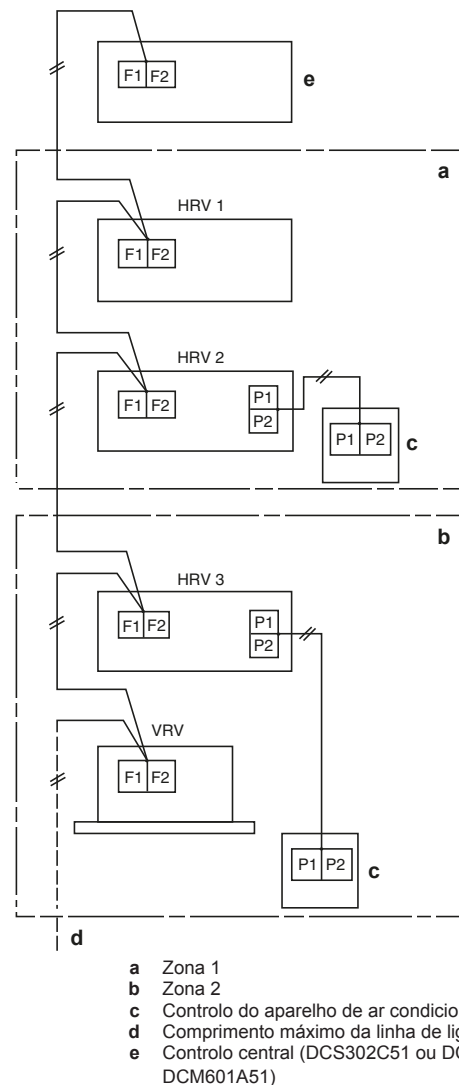 F1 F2
e
a
HRV 1
F1 F2
HRV 2
F1 F2
P1
P2
P1 P2
c
b
HRV 3
F1 F2
P1
P2
VRV
F1 F2
P1 P2
c
d
a Zona 1
b Zona 2
c Controlo do aparelho de ar
d Comprimento máximo da linha de
e Controlo central (DCS302C51 ou
DCM601A51)